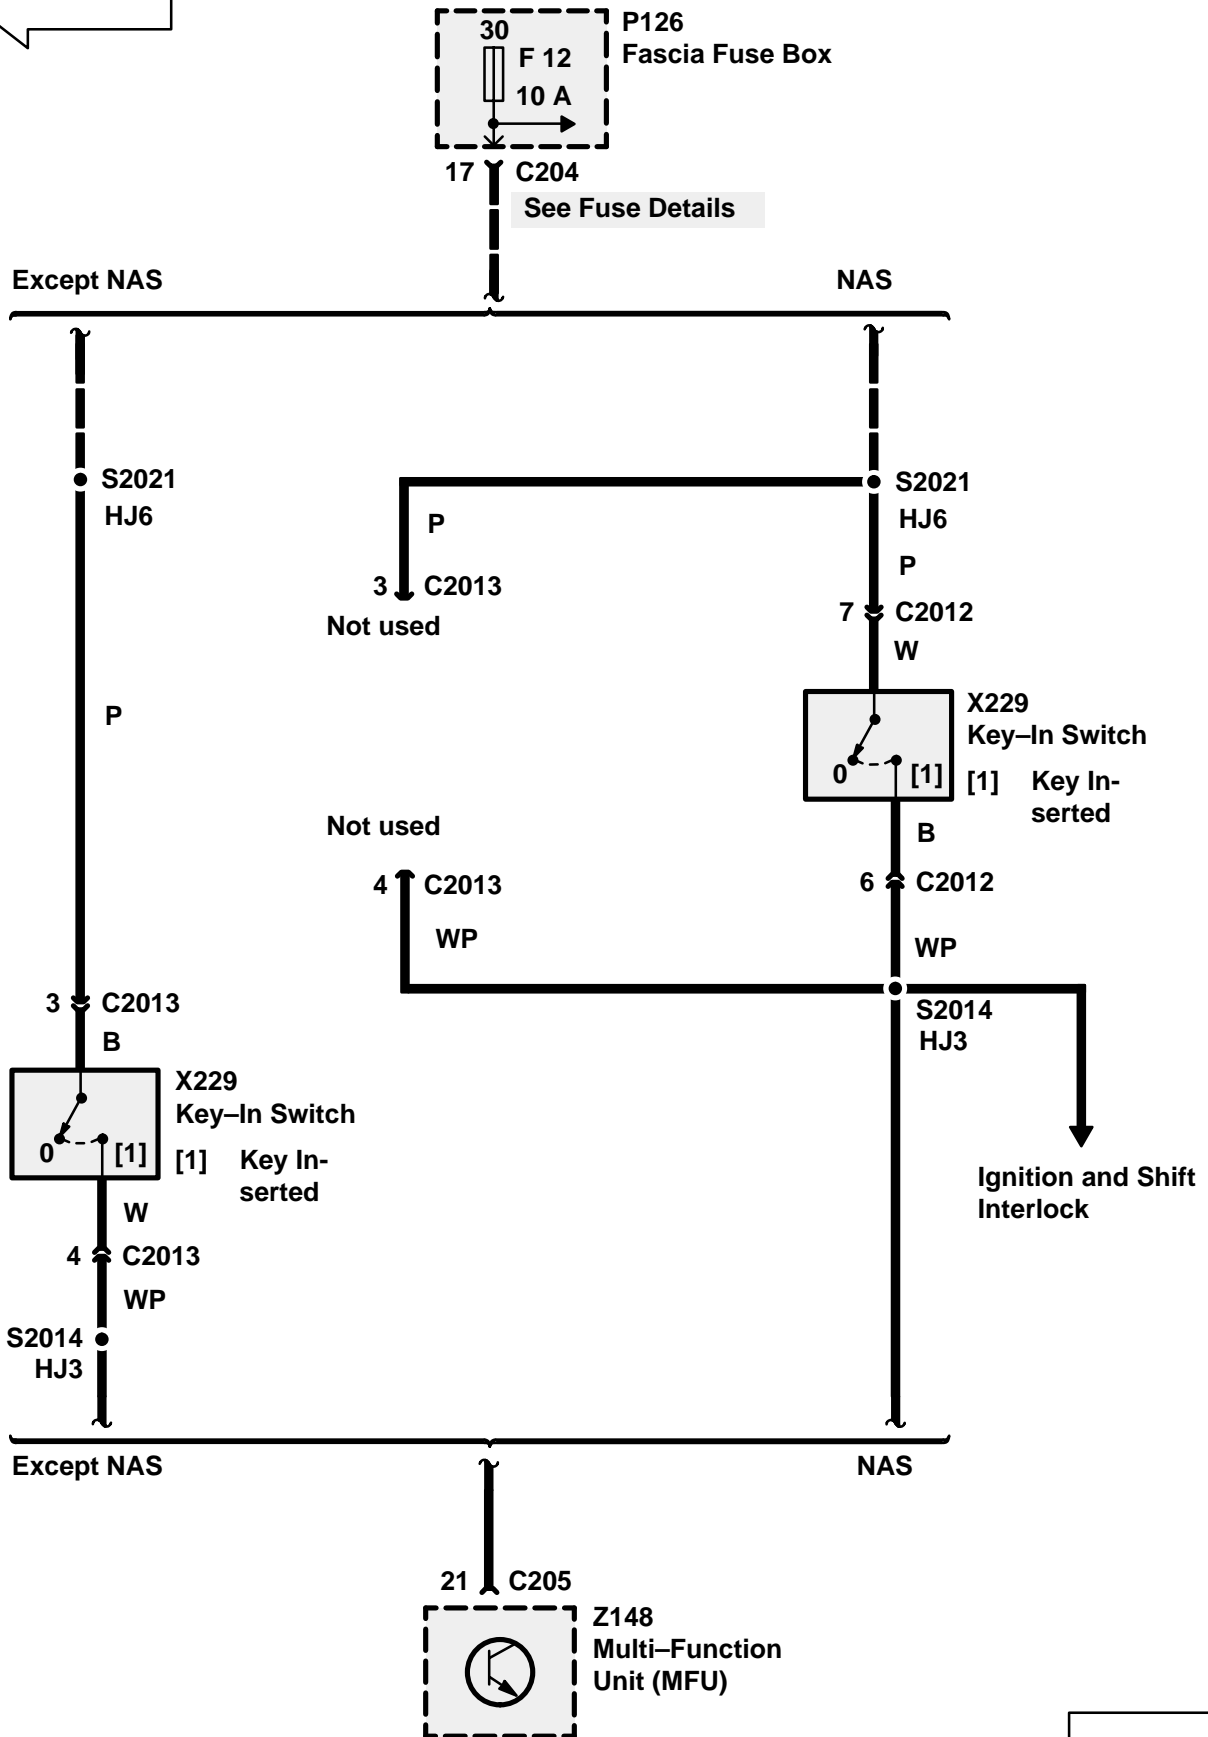 30
F 12
10 A
P126
Fascia Fuse Box
17
C204
See Fuse Details
Except NAS
NAS
S2021
HJ6
S2021
HJ6
P
P
3
C2013
Not used
7
C2012
W
P
X229
Key–In Switch
0
[1]
[1]
Key In-
serted
Not used
B
4
C2013
6
C2012
WP
WP
3
C2013
S2014
HJ3
B
X229
Key–In Switch
0
[1]
[1]
Key In-
serted
Ignition and Shift
Interlock
W
4
C2013
WP
S2014
HJ3
Except NAS
NAS
21
C205
Z148
Multi–Function
Unit (MFU)